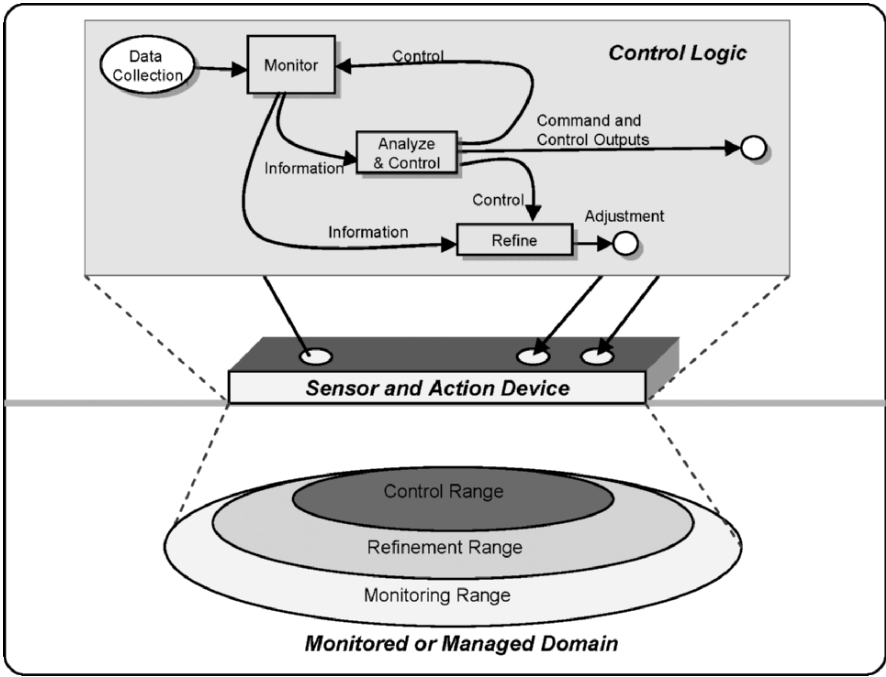 Control Logic
Data
Collection
Monitor
Control
Command and
Control Outputs
Analyze
& Control
Information
Control
Adjustment
Information
Refine
Sensor and Action Device
Control Range
Refinement Range
Monitoring Range
Monitored or Managed Domain